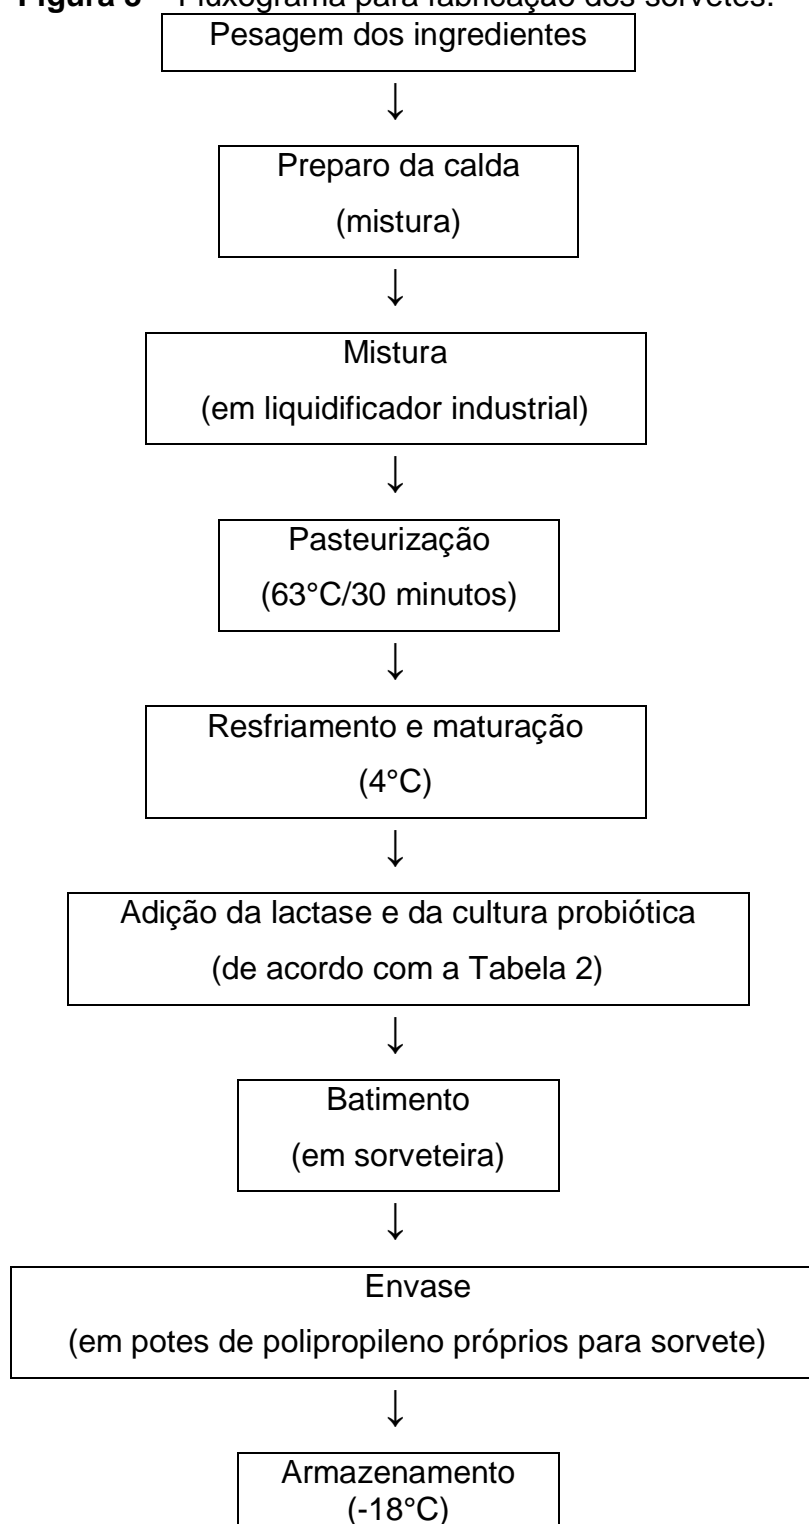 Figura 3 – Fluxograma para fabricação dos sorvetes.
Pesagem dos ingredientes
↓
Preparo da calda
(mistura)
↓
Mistura
(em liquidificador industrial)
↓
Pasteurização
(63°C/30 minutos)
↓
Resfriamento e maturação
(4°C)
↓
Adição da lactase e da cultura probiótica
(de acordo com a Tabela 2)
↓
Batimento
(em sorveteira)
↓
Envase
(em potes de polipropileno próprios para sorvete)
↓
Armazenamento
(-18°C)